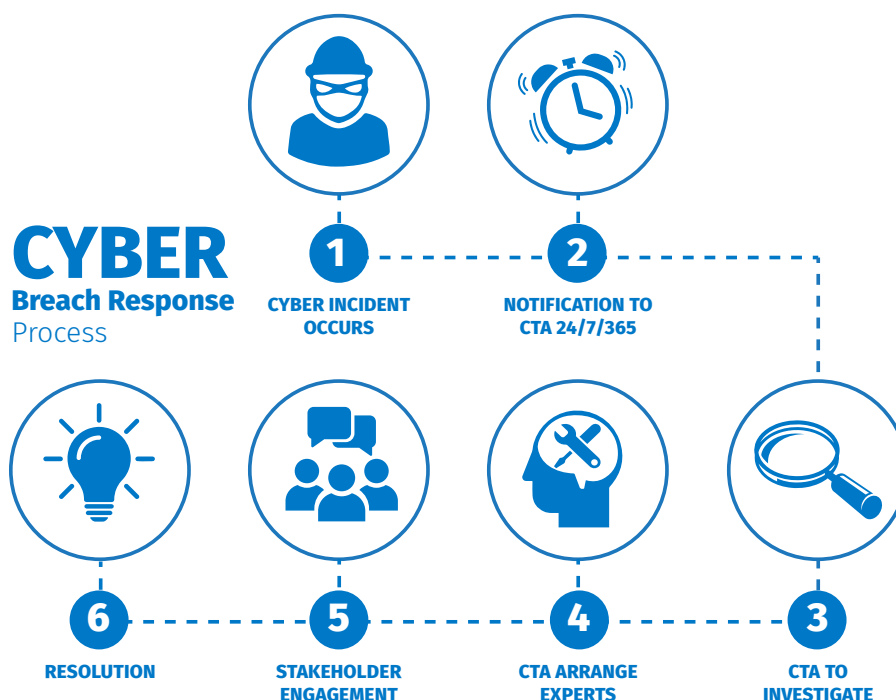 CYBER
Breach Response
Process
1
CYBER INCIDENT
OCCURS
2
NOTIFICATION TO
CTA 24/7/365
3
CTA TO
INVESTIGATE
4
CTA ARRANGE
EXPERTS
5
STAKEHOLDER
ENGAGEMENT
6
RESOLUTION